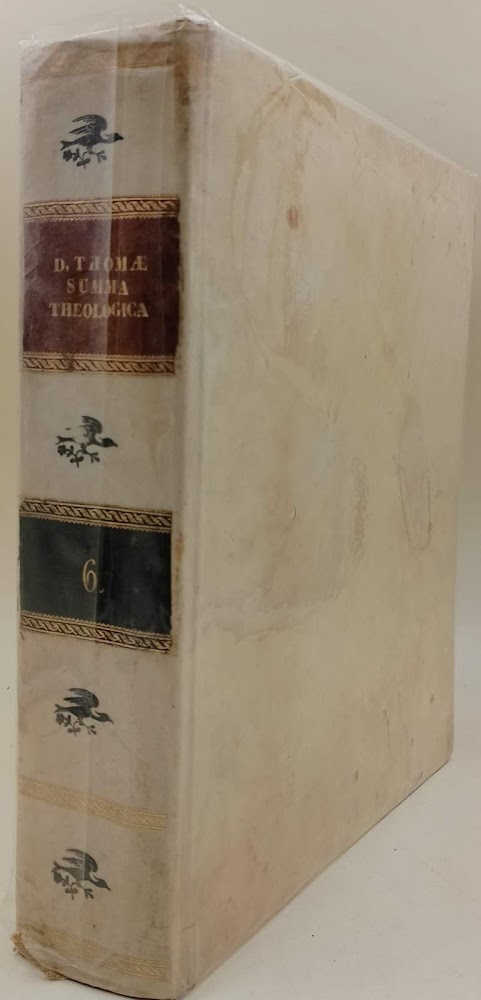 D. THOMÆ
SUMMA
THEOLOGICA
6.